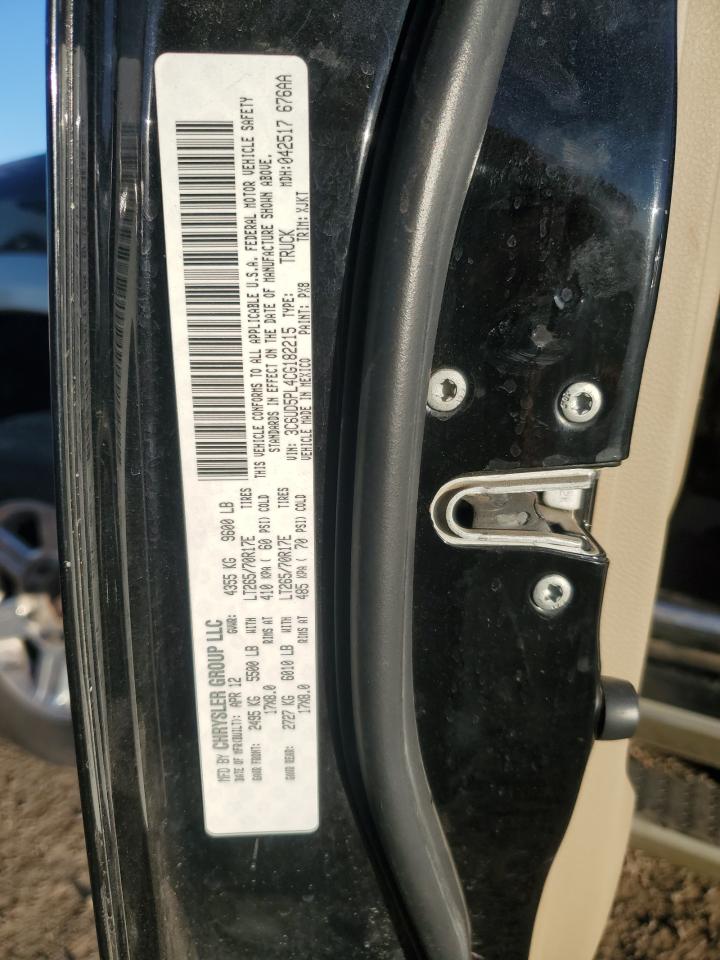 MFD BY CHRYSLER GROUP LLC
DATE OF MFR(BUILT): APR 12 GVWR: 4355 KG 9600 LB
GAWR FRONT: 2495 KG 5500 LB WITH LT265/70R17E TIRES
17X8.0 RIMS AT 410 KPA( 60 PSI) COLD
GAWR REAR: 2727 KG 6010 LB WITH LT265/70R17E TIRES
17X8.0 RIMS AT 485 KPA( 70 PSI) COLD
THIS VEHICLE CONFORMS TO ALL APPLICABLE U.S.A. FEDERAL MOTOR VEHICLE SAFETY
STANDARDS IN EFFECT ON THE DATE OF MANUFACTURE SHOWN ABOVE.
VIN: 3C6UD5PL4CG182215 TYPE: TRUCK MDH:042517 676AA
VEHICLE MADE IN MEXICO PAINT: PX8 TRIM: XJKT